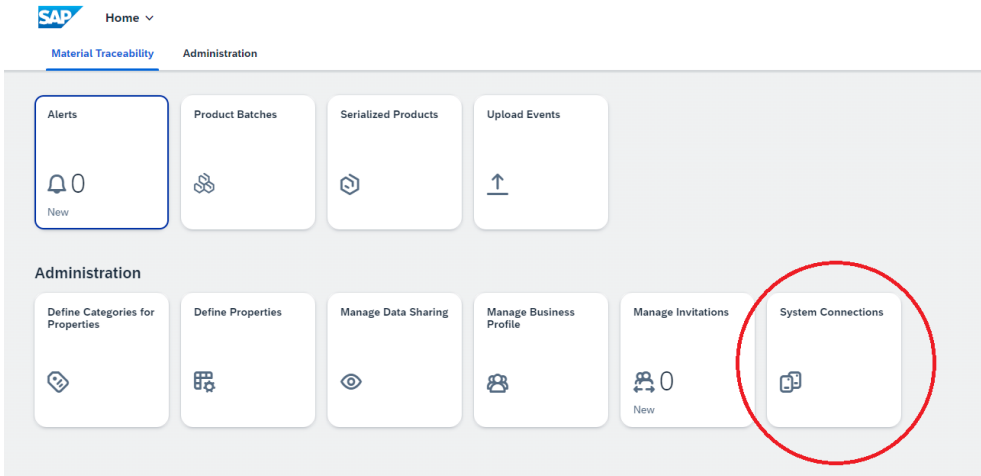 SAP Home
Material Traceability Administration
Alerts Product Batches Serialized Products Upload Events
0
New
Administration
Define Categories for Properties Define Properties Manage Data Sharing Manage Business Profile Manage Invitations System Connections
0
New